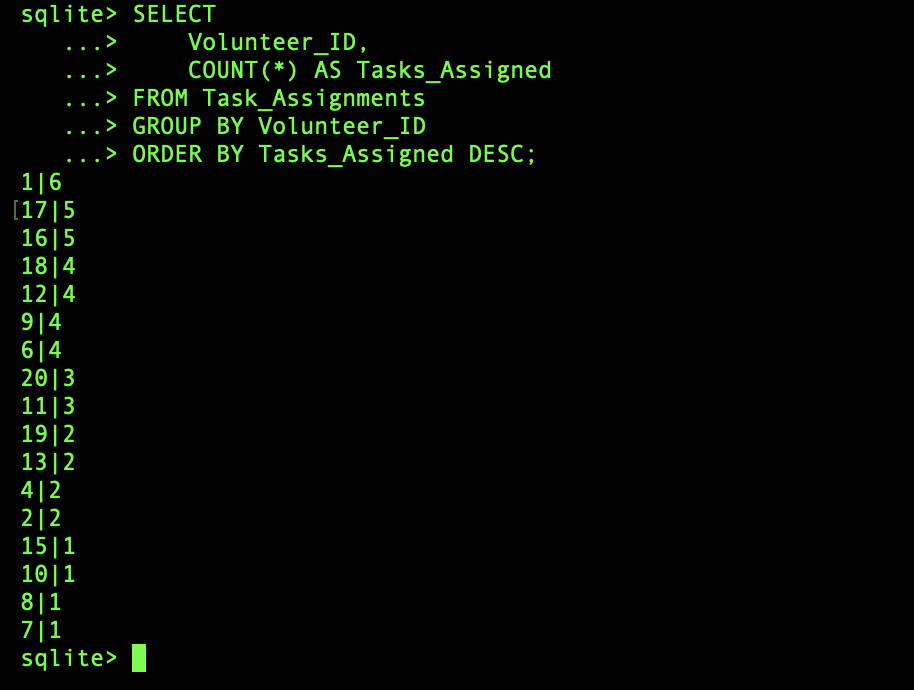 sqlite> SELECT
   ...>     Volunteer_ID,
   ...>     COUNT(*) AS Tasks_Assigned
   ...> FROM Task_Assignments
   ...> GROUP BY Volunteer_ID
   ...> ORDER BY Tasks_Assigned DESC;
1|6
[17|5
16|5
18|4
12|4
9|4
6|4
20|3
11|3
19|2
13|2
4|2
2|2
15|1
10|1
8|1
7|1
sqlite>